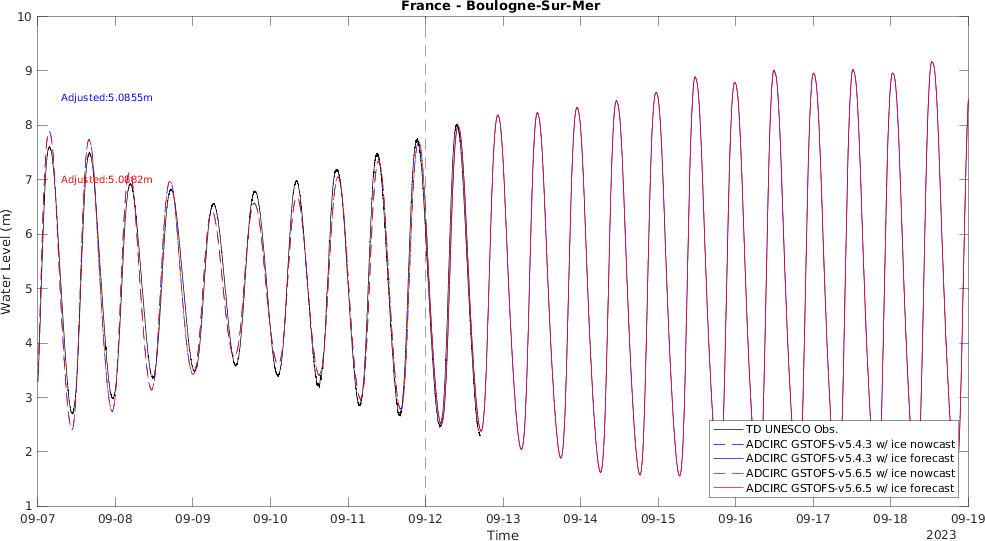 France - Boulogne-Sur-Mer
10
9
8
7
6
5
4
3
2
1
Water Level (m)
Adjusted:5.0855m
Adjusted:5.0882m
TD UNESCO Obs.
ADCIRC GSTOFS-v5.4.3 w/ ice nowcast
ADCIRC GSTOFS-v5.4.3 w/ ice forecast
ADCIRC GSTOFS-v5.6.5 w/ ice nowcast
ADCIRC GSTOFS-v5.6.5 w/ ice forecast
09-07 09-08 09-09 09-10 09-11 09-12 09-13 09-14 09-15 09-16 09-17 09-18 09-19
Time
2023